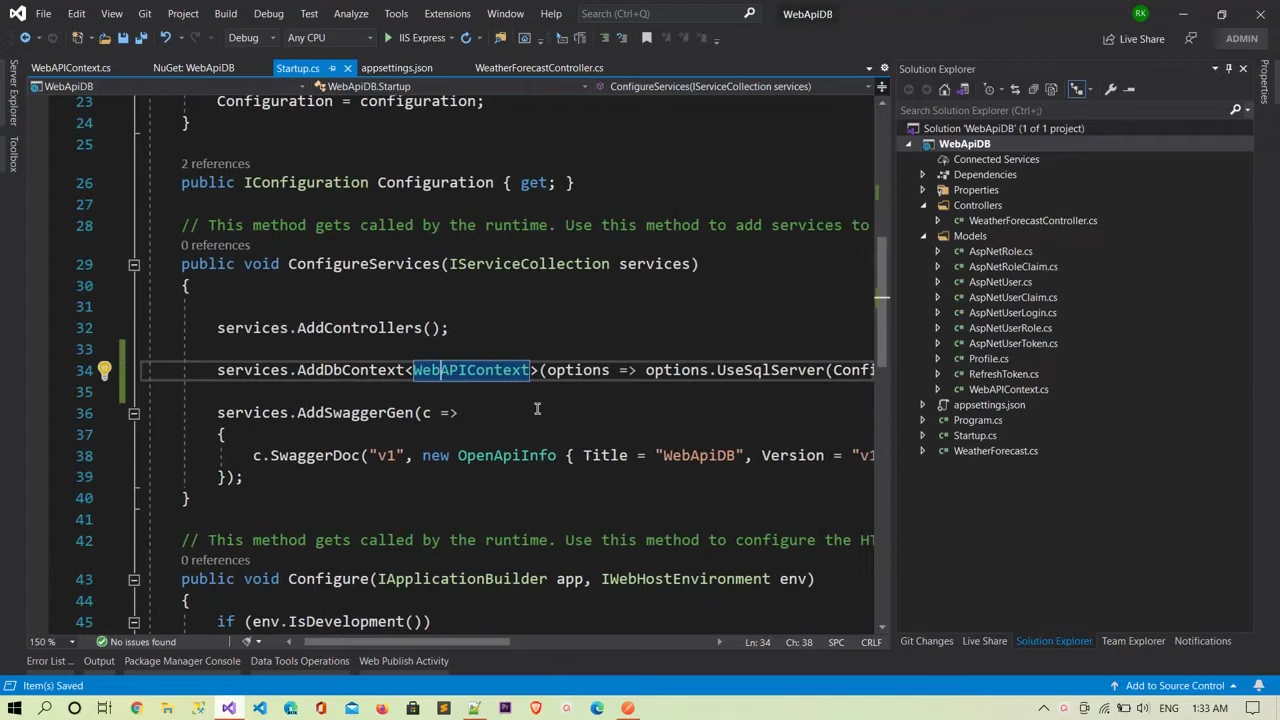 File Edit View Git Project Build Debug Test Analyze Tools Extensions Window Help Search (Ctrl+Q) WebApiDB RK
Debug Any CPU IIS Express Live Share ADMIN
WebAPIContext.cs NuGet: WebApiDB Startup.cs appsettings.json WeatherForecastController.cs
WebApiDB WebApiDB.Startup ConfigureServices(IServiceCollection services)
Server Explorer
Toolbox
23 Configuration = configuration;
24 }
25
2 references
26 public IConfiguration Configuration { get; }
27
28 // This method gets called by the runtime. Use this method to add services to
0 references
29 public void ConfigureServices(IServiceCollection services)
30 {
31
32 services.AddControllers();
33
34 services.AddDbContext<WebAPIContext>(options => options.UseSqlServer(Confi
35
36 services.AddSwaggerGen(c =>
37 {
38 c.SwaggerDoc("v1", new OpenApiInfo { Title = "WebApiDB", Version = "v1
39 });
40 }
41
42 // This method gets called by the runtime. Use this method to configure the HT
0 references
43 public void Configure(IApplicationBuilder app, IWebHostEnvironment env)
44 {
45 if (env.IsDevelopment())
150 % No issues found Ln: 34 Ch: 38 SPC CRLF
Error List ... Output Package Manager Console Data Tools Operations Web Publish Activity
Solution Explorer
Search Solution Explorer (Ctrl+;)
Solution 'WebApiDB' (1 of 1 project)
WebApiDB
Connected Services
Dependencies
Properties
Controllers
C# WeatherForecastController.cs
Models
C# AspNetRole.cs
C# AspNetRoleClaim.cs
C# AspNetUser.cs
C# AspNetUserClaim.cs
C# AspNetUserLogin.cs
C# AspNetUserRole.cs
C# AspNetUserToken.cs
C# Profile.cs
C# RefreshToken.cs
C# WebAPIContext.cs
appsettings.json
C# Program.cs
C# Startup.cs
C# WeatherForecast.cs
Git Changes Live Share Solution Explorer Team Explorer Notifications
Properties
Item(s) Saved Add to Source Control
1:33 AM